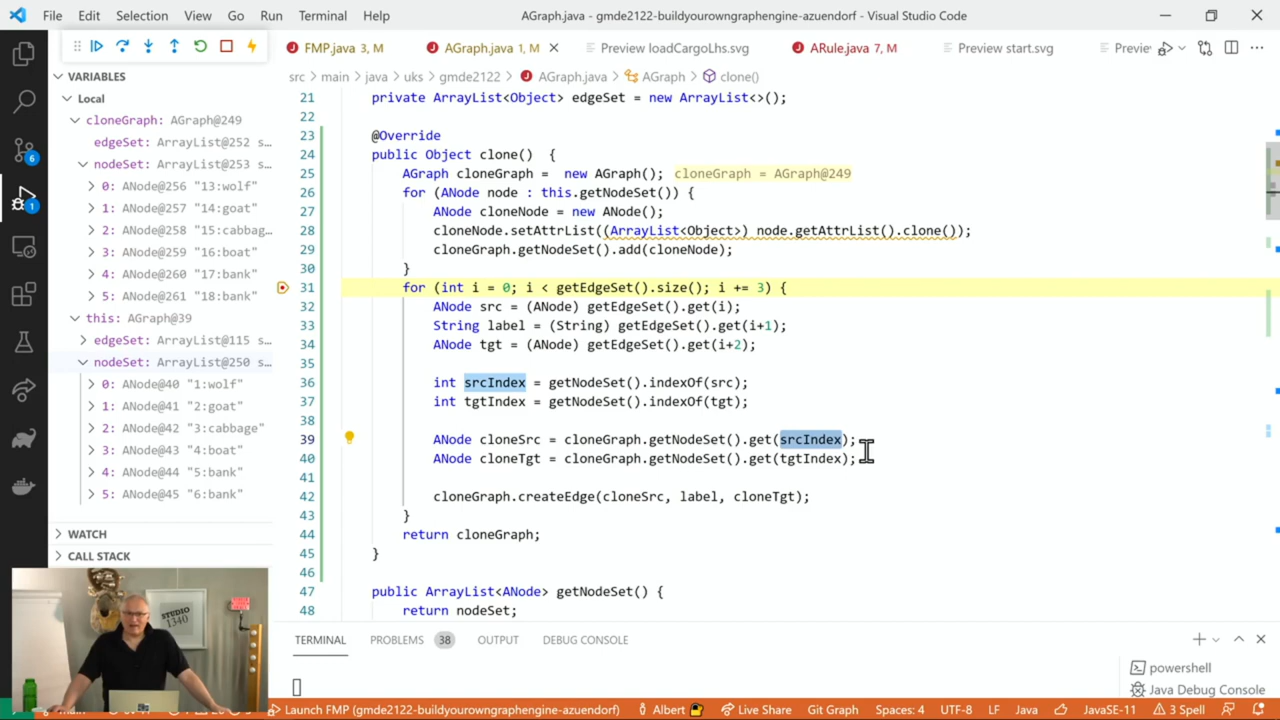 File Edit Selection View Go Run Terminal Help AGraph.java - gmde2122-buildyourowngraphengine-azuendorf - Visual Studio Code
FMP.java 3, M AGraph.java 1, M Preview loadCargoLhs.svg ARule.java 7, M Preview start.svg Previe
VARIABLES
Local
cloneGraph: AGraph@249
edgeSet: ArrayList@252 s…
nodeSet: ArrayList@253 s…
0: ANode@256 "13:wolf"
1: ANode@257 "14:goat"
2: ANode@258 "15:cabbag…
3: ANode@259 "16:boat"
4: ANode@260 "17:bank"
5: ANode@261 "18:bank"
this: AGraph@39
edgeSet: ArrayList@115 s…
nodeSet: ArrayList@250 s…
0: ANode@40 "1:wolf"
1: ANode@41 "2:goat"
2: ANode@42 "3:cabbage"
3: ANode@43 "4:boat"
4: ANode@44 "5:bank"
5: ANode@45 "6:bank"
WATCH
CALL STACK
6
1
src > main > java > uks > gmde2122 > AGraph.java > AGraph > clone()
21 private ArrayList<Object> edgeSet = new ArrayList<>();
22
23 @Override
24 public Object clone() {
25 AGraph cloneGraph = new AGraph(); cloneGraph = AGraph@249
26 for (ANode node : this.getNodeSet()) {
27 ANode cloneNode = new ANode();
28 cloneNode.setAttrList((ArrayList<Object>) node.getAttrList().clone());
29 cloneGraph.getNodeSet().add(cloneNode);
30 }
31 for (int i = 0; i < getEdgeSet().size(); i += 3) {
32 ANode src = (ANode) getEdgeSet().get(i);
33 String label = (String) getEdgeSet().get(i+1);
34 ANode tgt = (ANode) getEdgeSet().get(i+2);
35
36 int srcIndex = getNodeSet().indexOf(src);
37 int tgtIndex = getNodeSet().indexOf(tgt);
38
39 ANode cloneSrc = cloneGraph.getNodeSet().get(srcIndex);
40 ANode cloneTgt = cloneGraph.getNodeSet().get(tgtIndex);
41
42 cloneGraph.createEdge(cloneSrc, label, cloneTgt);
43 }
44 return cloneGraph;
45 }
46
47 public ArrayList<ANode> getNodeSet() {
48 return nodeSet;
TERMINAL PROBLEMS 38 OUTPUT DEBUG CONSOLE
powershell
Java Debug Console
STUDIO
1340
Launch FMP (gmde2122-buildyourowngraphengine-azuendorf) Albert Live Share Git Graph Spaces: 4 UTF-8 LF Java JavaSE-11 3 Spell